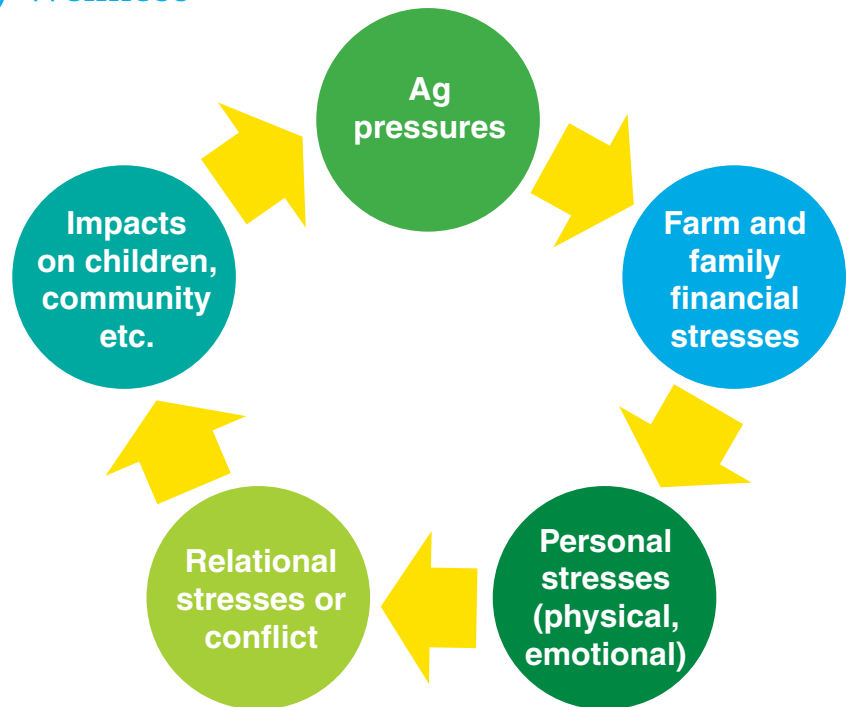 Ag
pressures
Farm and
family
financial
stresses
Personal
stresses
(physical,
emotional)
Relational
stresses or
conflict
Impacts
on children,
community
etc.